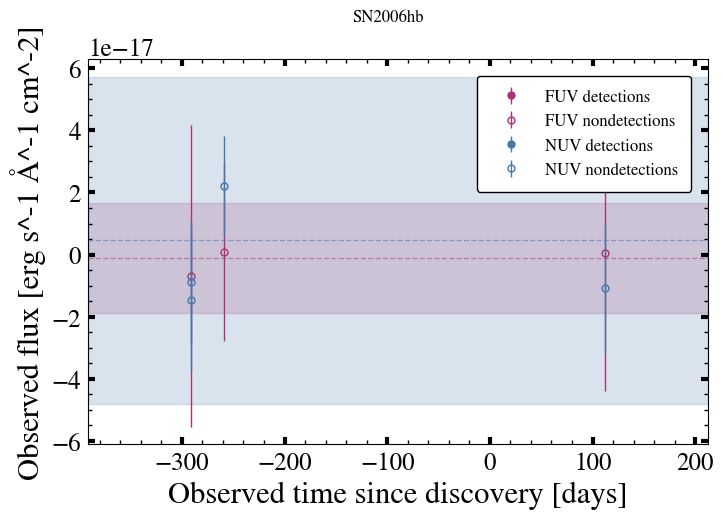 SN2006hb
1e−17
6
4
2
0
−2
−4
−6
Observed flux [erg s^-1 Å^-1 cm^-2]
FUV detections
FUV nondetections
NUV detections
NUV nondetections
−300 −200 −100 0 100 200
Observed time since discovery [days]